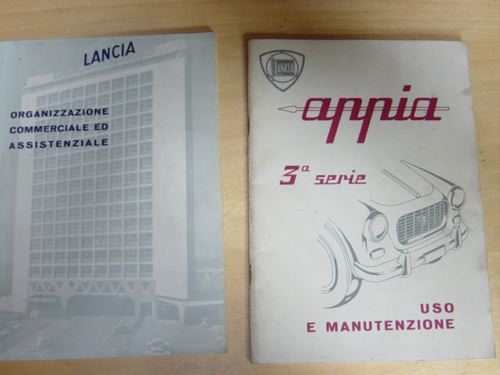 LANCIA
ORGANIZZAZIONE
COMMERCIALE ED
ASSISTENZIALE
LANCIA
appia
3a serie
USO
E MANUTENZIONE